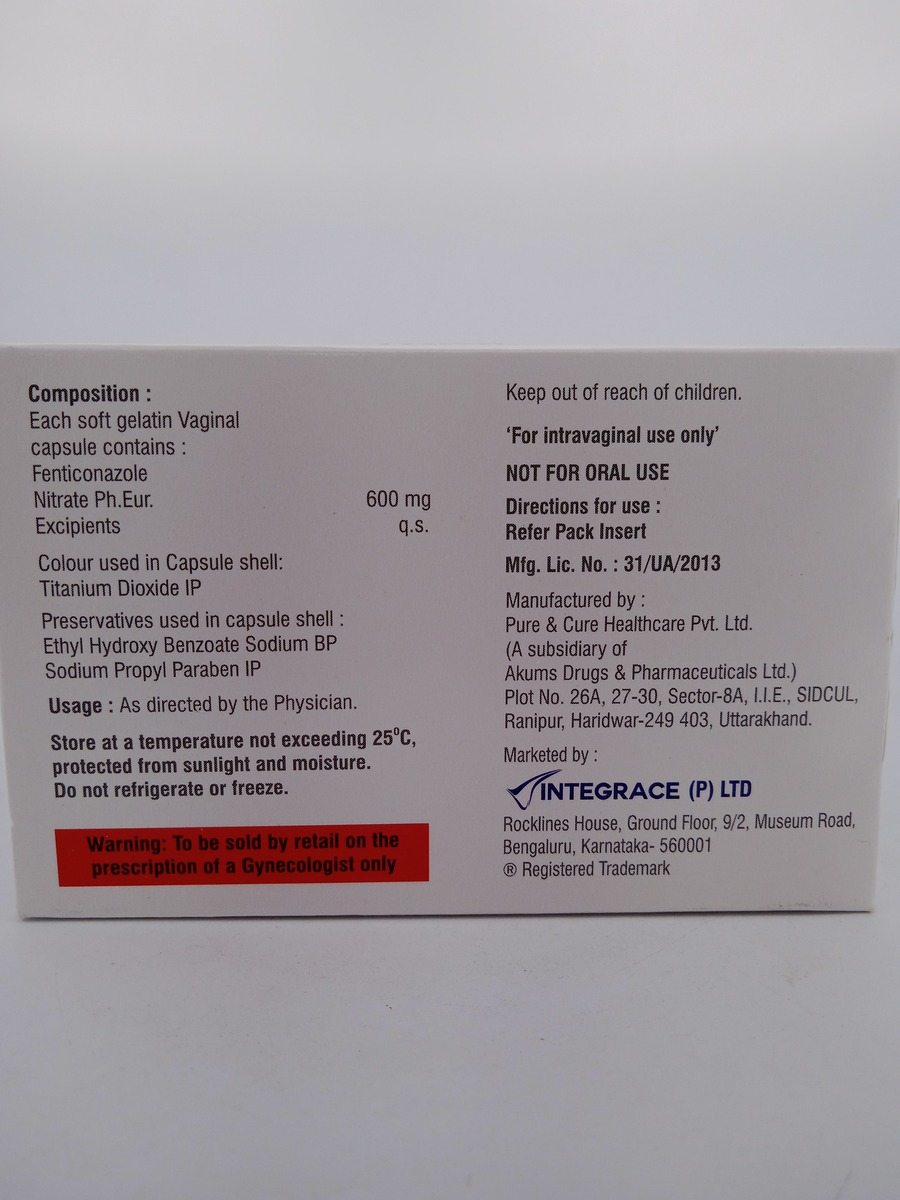 Composition :
Each soft gelatin Vaginal
capsule contains :
Fenticonazole
Nitrate Ph.Eur. 600 mg
Excipients q.s.
Colour used in Capsule shell:
Titanium Dioxide IP
Preservatives used in capsule shell :
Ethyl Hydroxy Benzoate Sodium BP
Sodium Propyl Paraben IP
Usage : As directed by the Physician.
Store at a temperature not exceeding 25⁰C,
protected from sunlight and moisture.
Do not refrigerate or freeze.
Warning: To be sold by retail on the
prescription of a Gynecologist only
Keep out of reach of children.
‘For intravaginal use only’
NOT FOR ORAL USE
Directions for use :
Refer Pack Insert
Mfg. Lic. No. : 31/UA/2013
Manufactured by :
Pure & Cure Healthcare Pvt. Ltd.
(A subsidiary of
Akums Drugs & Pharmaceuticals Ltd.)
Plot No. 26A, 27-30, Sector-8A, I.I.E., SIDCUL,
Ranipur, Haridwar-249 403, Uttarakhand.
Marketed by :
INTEGRACE (P) LTD
Rocklines House, Ground Floor, 9/2, Museum Road,
Bengaluru, Karnataka- 560001
® Registered Trademark